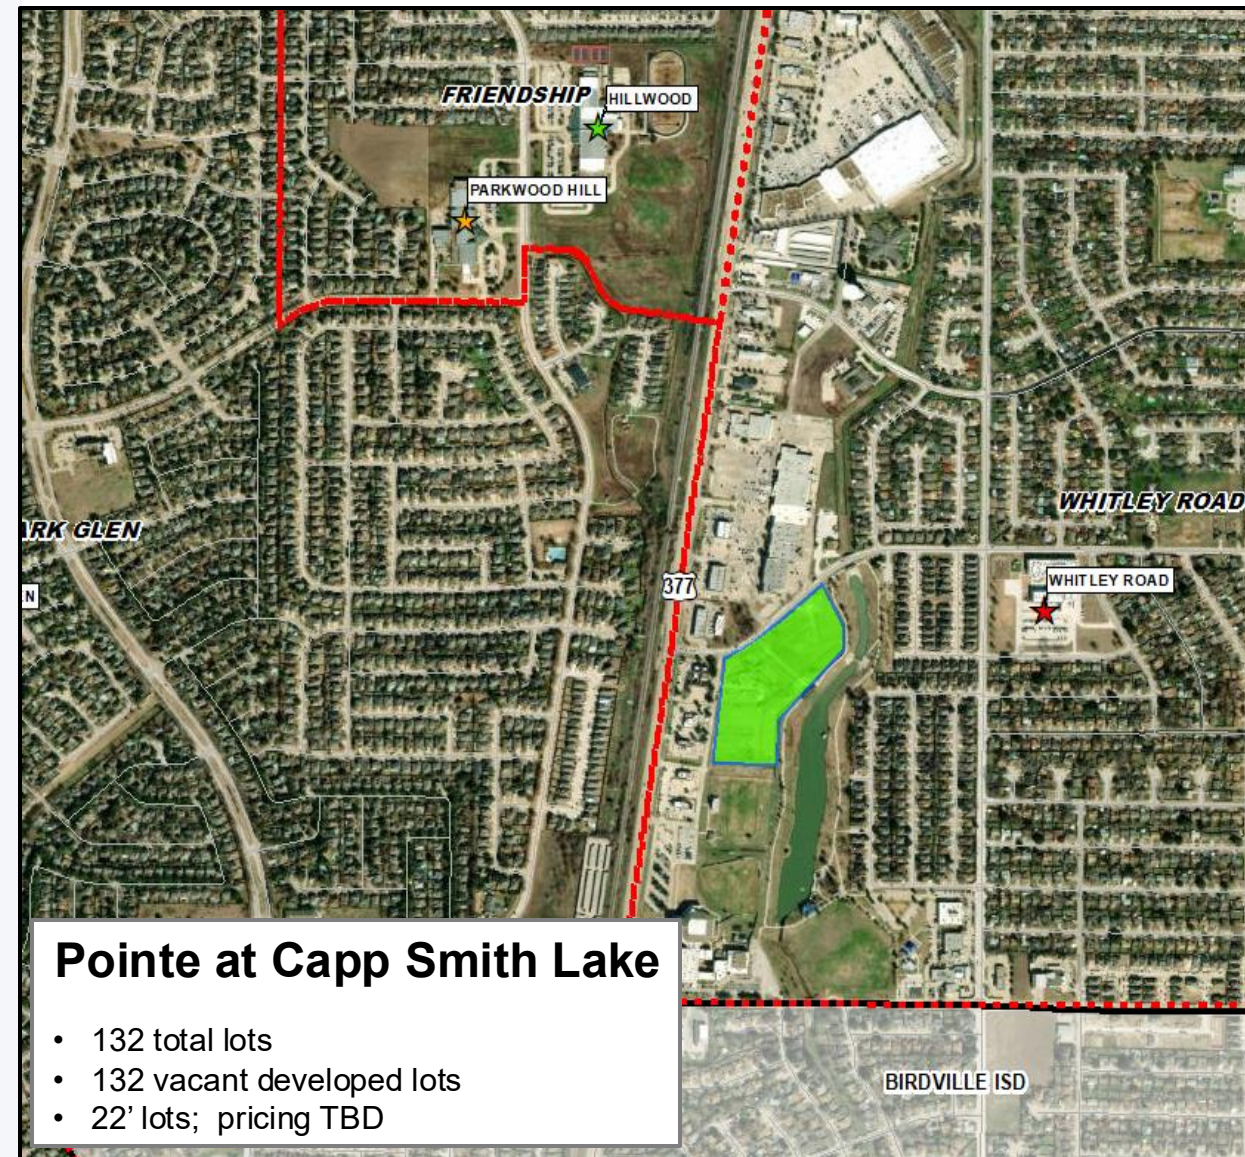 FRIENDSHIP
HILLWOOD
PARKWOOD HILL
ARK GLEN
N
WHITLEY ROAD
WHITLEY ROAD
377
Pointe at Capp Smith Lake
• 132 total lots
• 132 vacant developed lots
• 22’ lots; pricing TBD
BIRDVILLE ISD